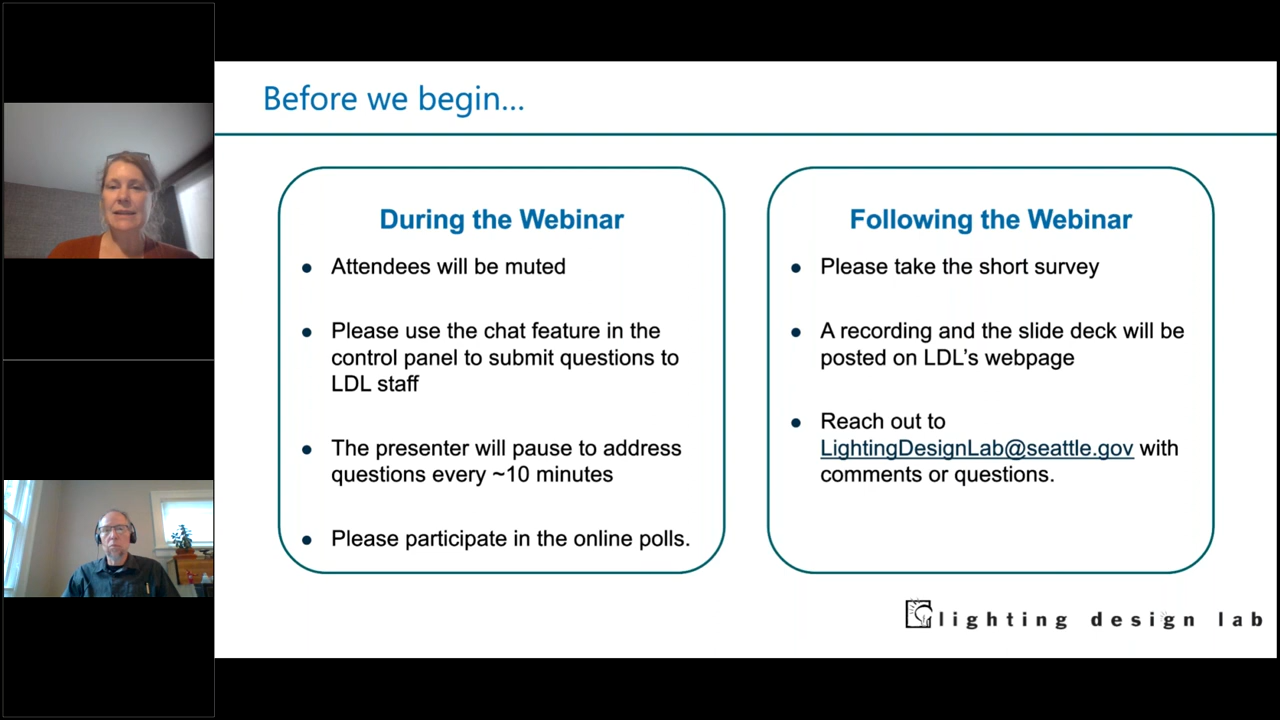 Before we begin...
During the Webinar
Attendees will be muted
Please use the chat feature in the
control panel to submit questions to
LDL staff
The presenter will pause to address
questions every ~10 minutes
Please participate in the online polls.
Following the Webinar
Please take the short survey
A recording and the slide deck will be
posted on LDL's webpage
Reach out to
LightingDesignLab@seattle.gov with
comments or questions.
lighting design lab